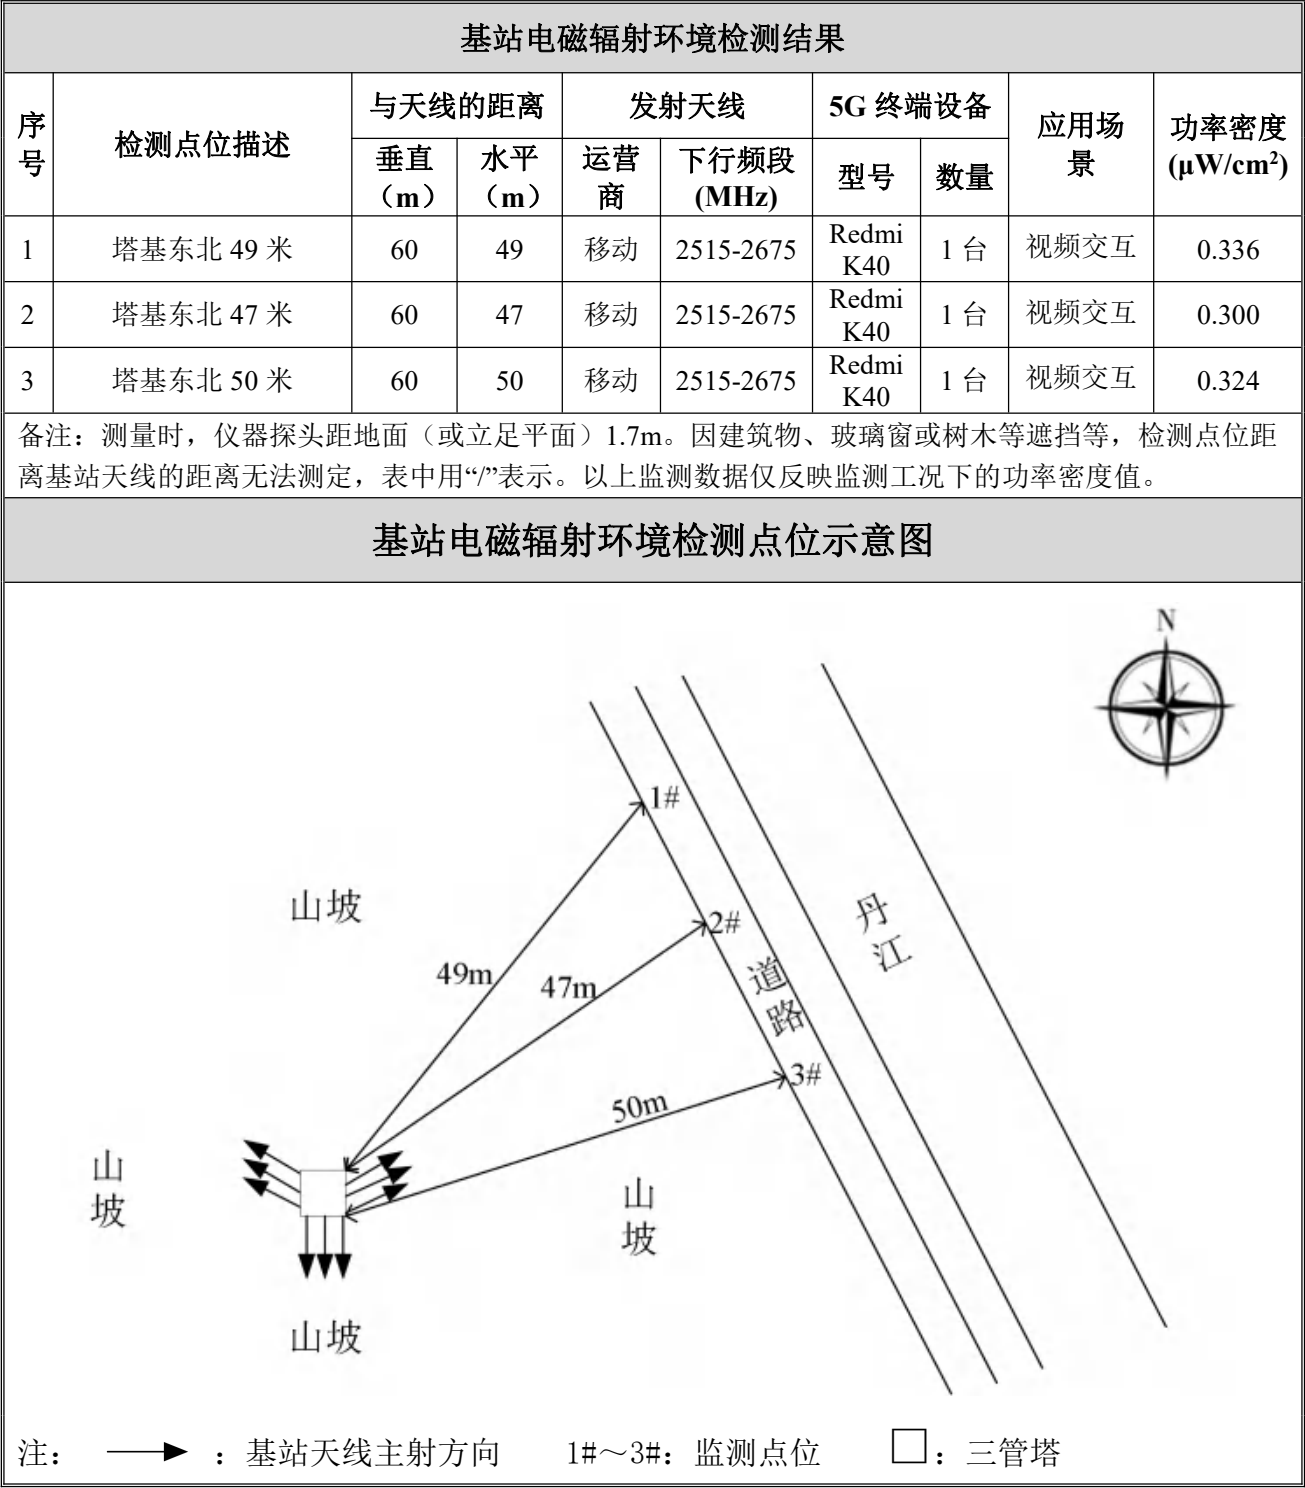 基站电磁辐射环境检测结果
序号 检测点位描述 与天线的距离 发射天线 5G 终端设备 应用场景 功率密度(μW/cm²)
垂直（m） 水平（m） 运营商 下行频段(MHz) 型号 数量
1 塔基东北 49 米 60 49 移动 2515-2675 Redmi K40 1 台 视频交互 0.336
2 塔基东北 47 米 60 47 移动 2515-2675 Redmi K40 1 台 视频交互 0.300
3 塔基东北 50 米 60 50 移动 2515-2675 Redmi K40 1 台 视频交互 0.324
备注：测量时，仪器探头距地面（或立足平面）1.7m。因建筑物、玻璃窗或树木等遮挡等，检测点位距
离基站天线的距离无法测定，表中用“/”表示。以上监测数据仅反映监测工况下的功率密度值。
基站电磁辐射环境检测点位示意图
N
1#
山坡
丹江
2#
49m
47m
道路
3#
50m
山坡
山坡
山坡
注： ：基站天线主射方向 1#～3#：监测点位 ：三管塔